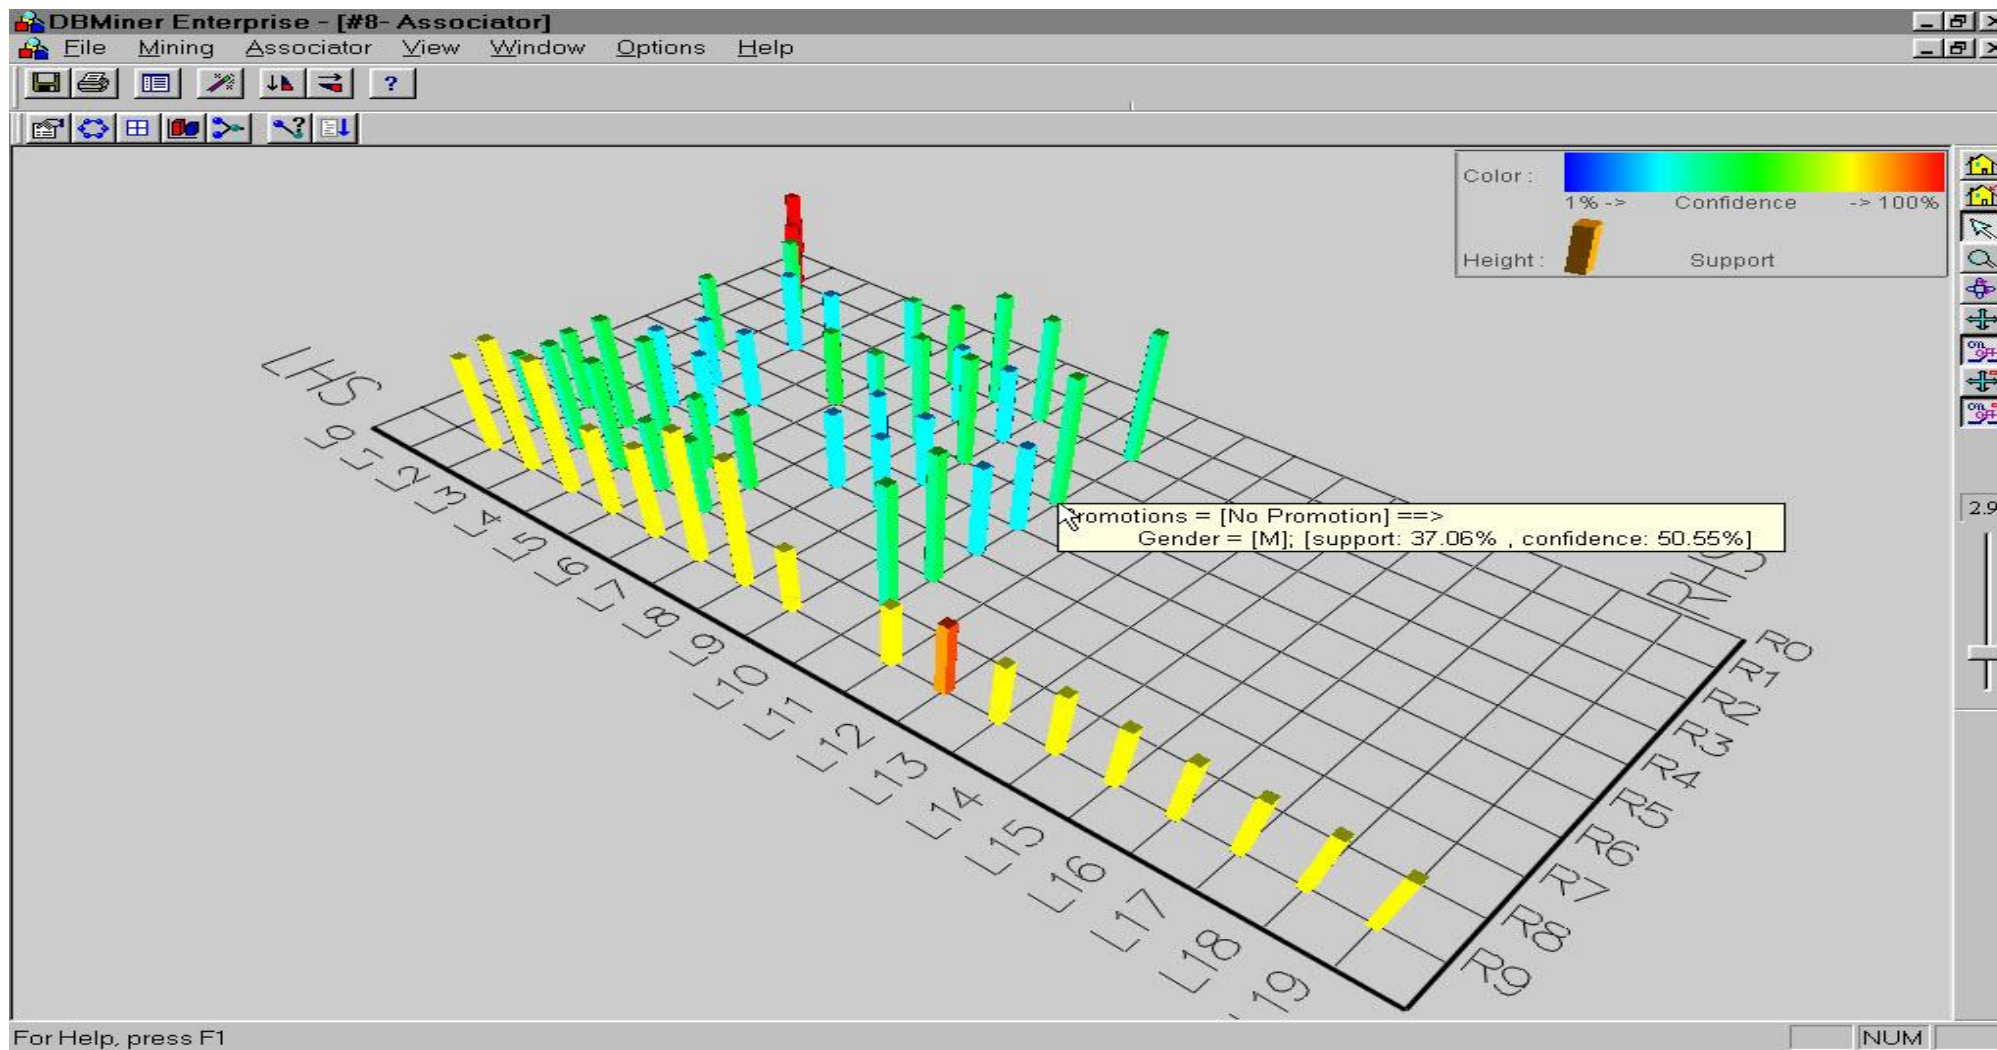 DBMiner Enterprise - [#8- Associator]
File Mining Associator View Window Options Help
?
Color :
1% -> Confidence -> 100%
Height : Support
LHS
L2
L3
L4
L5
L6
L7
L8
L9
L10
L11
L12
L13
L14
L15
L16
L17
L18
romotions = [No Promotion] ==>
Gender = [M]; [support: 37.06% , confidence: 50.55%]
RHS
R0
R1
R2
R3
R4
R5
R6
R7
R8
R9
2.9
For Help, press F1
NUM